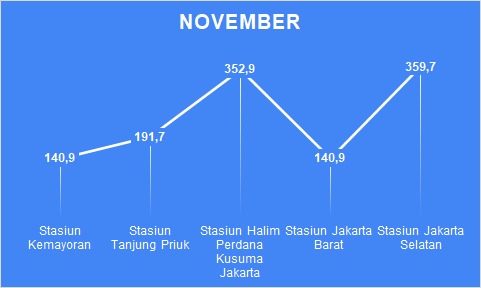 NOVEMBER
359,7
352,9
191,7
140,9
140,9
Stasiun Kemayoran
Stasiun Tanjung Priuk
Stasiun Halim Perdana Kusuma Jakarta
Stasiun Jakarta Barat
Stasiun Jakarta Selatan